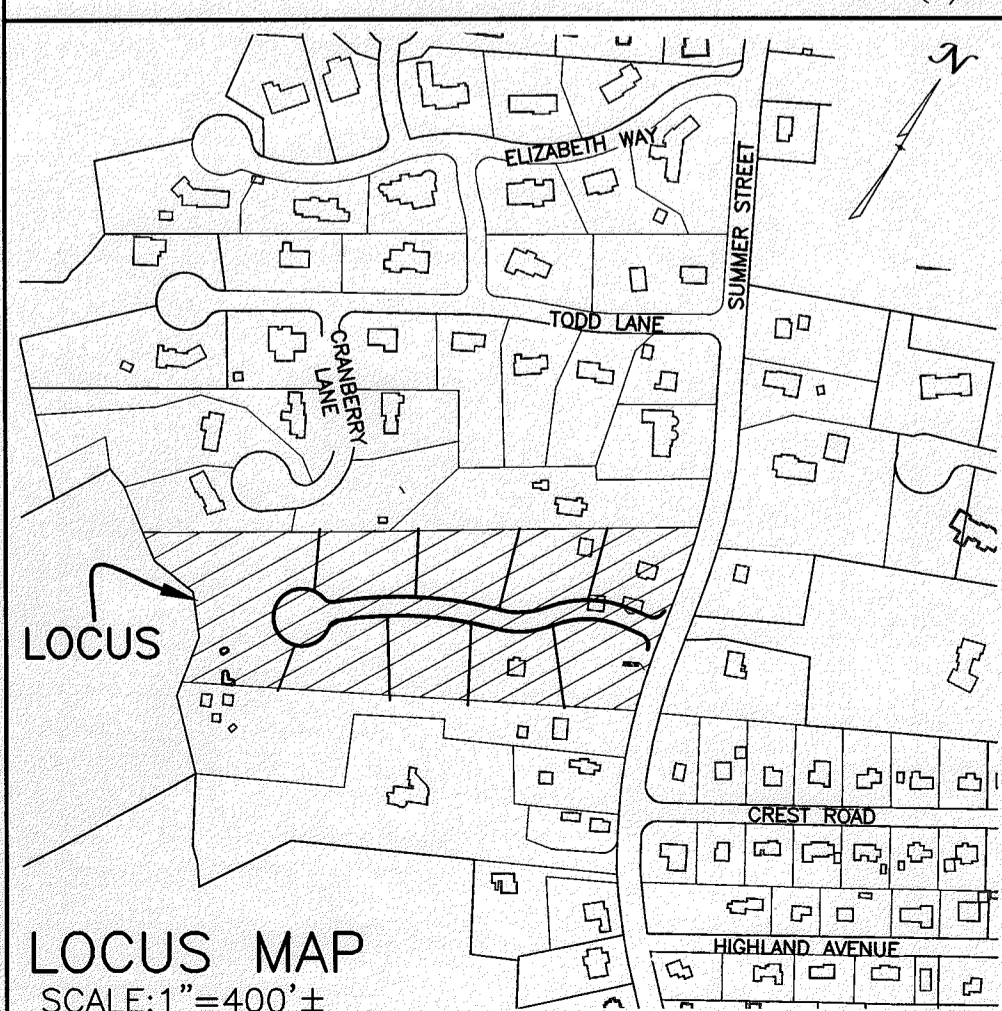 N
ELIZABETH WAY
SUMMER STREET
TODD LANE
CRANBERRY
LANE
LOCUS
CREST ROAD
HIGHLAND AVENUE
LOCUS MAP
SCALE: 1"=400'±